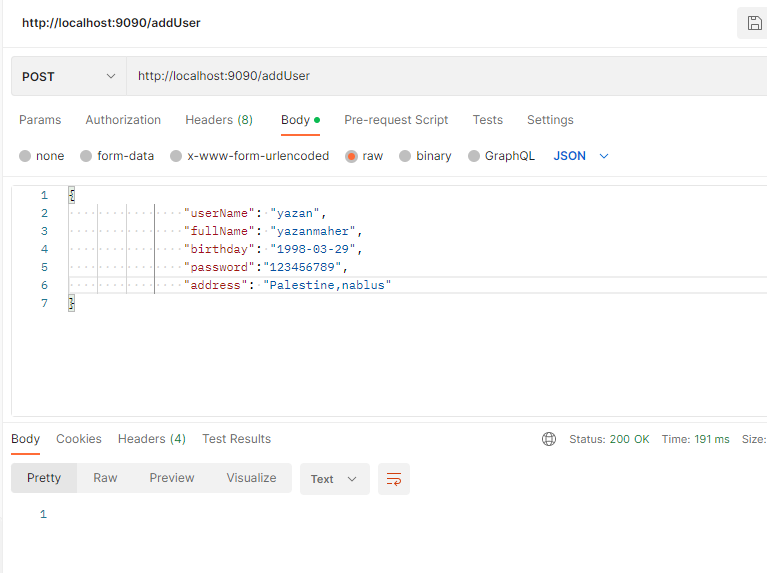 http://localhost:9090/addUser
POST http://localhost:9090/addUser
Params Authorization Headers (8) Body Pre-request Script Tests Settings
none form-data x-www-form-urlencoded raw binary GraphQL JSON
1 {
2 "userName": "yazan",
3 "fullName": "yazanmaher",
4 "birthday": "1998-03-29",
5 "password":"123456789",
6 "address": "Palestine,nablus"
7 }
Body Cookies Headers (4) Test Results Status: 200 OK Time: 191 ms Size:
Pretty Raw Preview Visualize Text
1